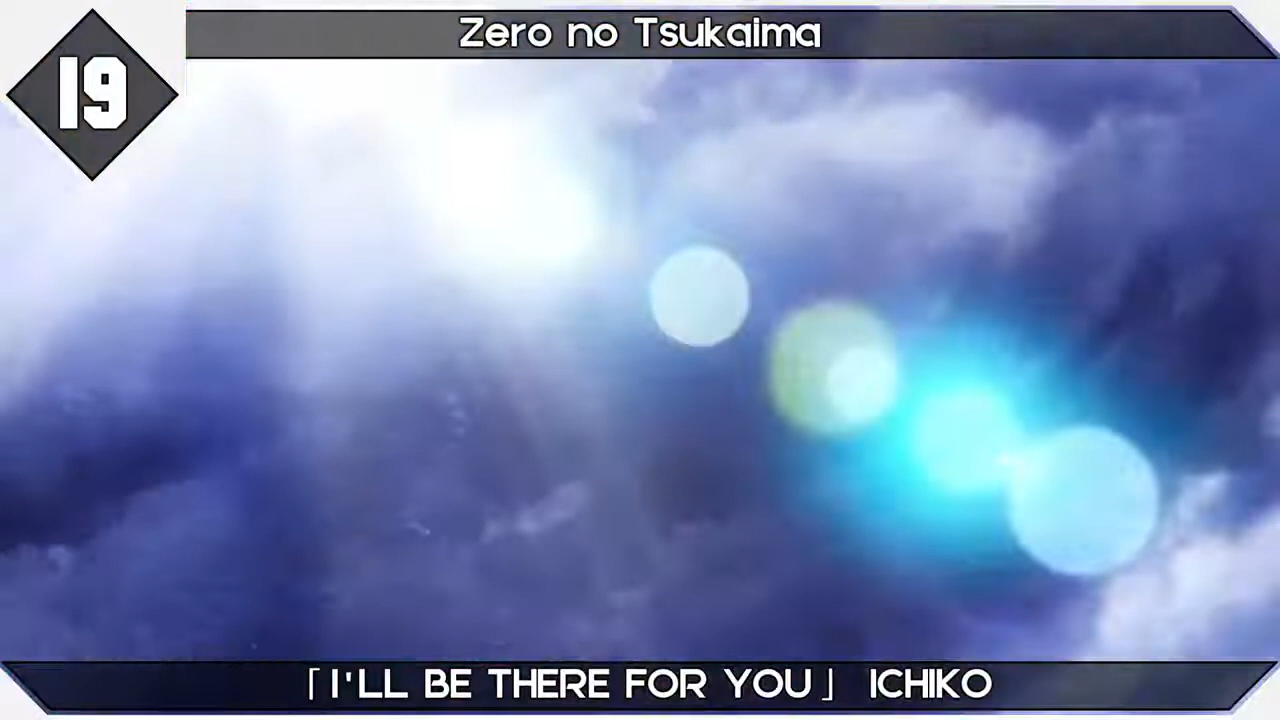 Zero no Tsukaima
19
「I'LL BE THERE FOR YOU」 ICHIKO